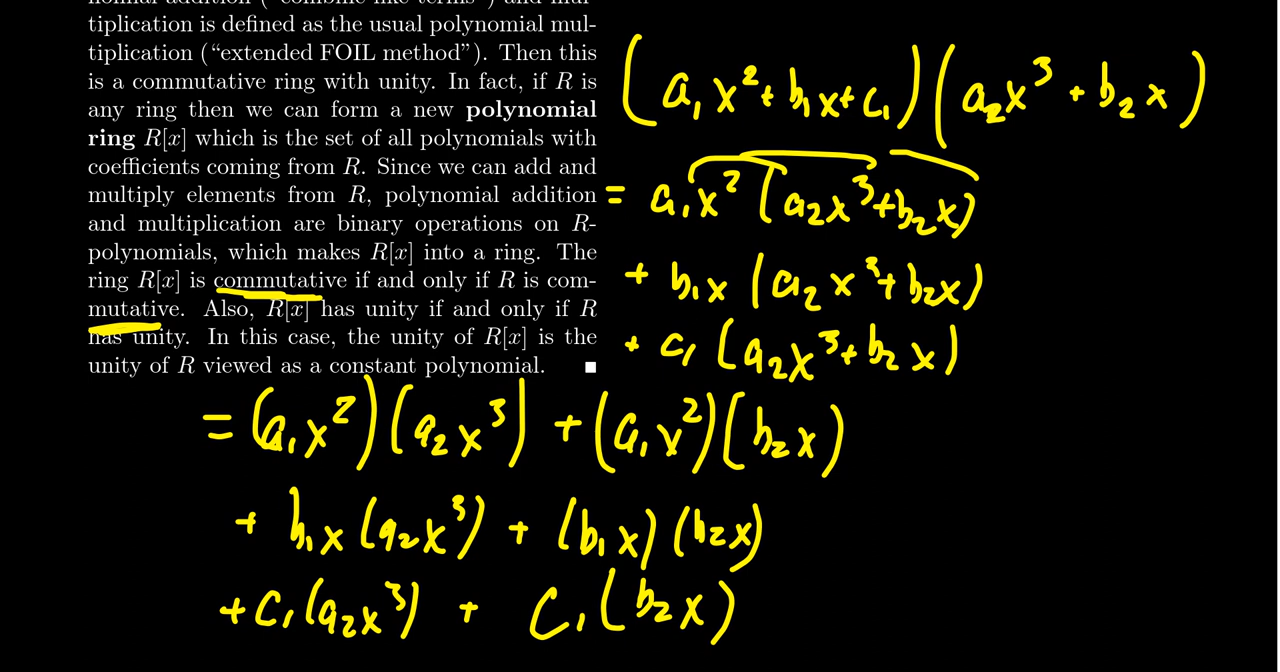 nomial addition ("combine like terms") and mul-
tiplication is defined as the usual polynomial mul-
tiplication ("extended FOIL method"). Then this
is a commutative ring with unity. In fact, if R is
any ring then we can form a new polynomial
ring R[x] which is the set of all polynomials with
coefficients coming from R. Since we can add and
multiply elements from R, polynomial addition
and multiplication are binary operations on R-
polynomials, which makes R[x] into a ring. The
ring R[x] is commutative if and only if R is com-
mutative. Also, R[x] has unity if and only if R
has unity. In this case, the unity of R[x] is the
unity of R viewed as a constant polynomial. ■
(a₁x² + b₁x + c₁)(a₂x³ + b₂x)
= a₁x² (a₂x³ + b₂x)
+ b₁x (a₂x³ + b₂x)
+ c₁ (a₂x³ + b₂x)
= (a₁x²)(a₂x³) + (a₁x²)(b₂x)
+ b₁x (a₂x³) + (b₁x)(b₂x)
+ c₁(a₂x³) + c₁(b₂x)